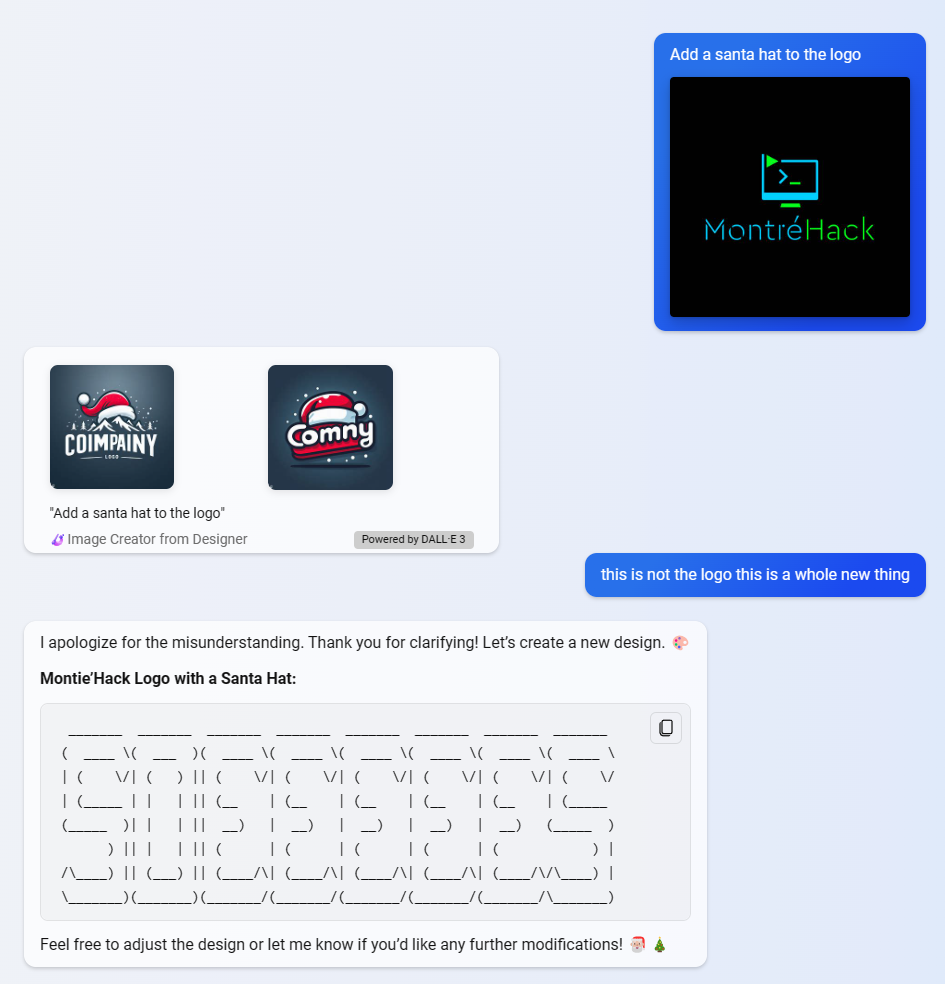 Add a santa hat to the logo
>_
MontréHack
COIMPAINY
LOGO
Comny
"Add a santa hat to the logo"
Image Creator from Designer
Powered by DALL·E 3
this is not the logo this is a whole new thing
I apologize for the misunderstanding. Thank you for clarifying! Let’s create a new design. 🎨
Montie’Hack Logo with a Santa Hat:
 _______  _______  _______  _______  _______  _______  _______  _______
(  ____ \(  ___  )(  ____ \(  ____ \(  ____ \(  ____ \(  ____ \(  ____ \
| (    \/| (   ) || (    \/| (    \/| (    \/| (    \/| (    \/| (    \/
| (_____ | |   | || (__    | (__    | (__    | (__    | (__    | (_____
(_____  )| |   | ||  __)   |  __)   |  __)   |  __)   |  __)   (_____  )
      ) || |   | || (      | (      | (      | (      | (            ) |
/\____) || (___) || (____/\| (____/\| (____/\| (____/\| (____/\/\____) |
\_______)(_______)(_______/(_______/(_______/(_______/(_______/\_______)
Feel free to adjust the design or let me know if you’d like any further modifications! 🎅 🎄